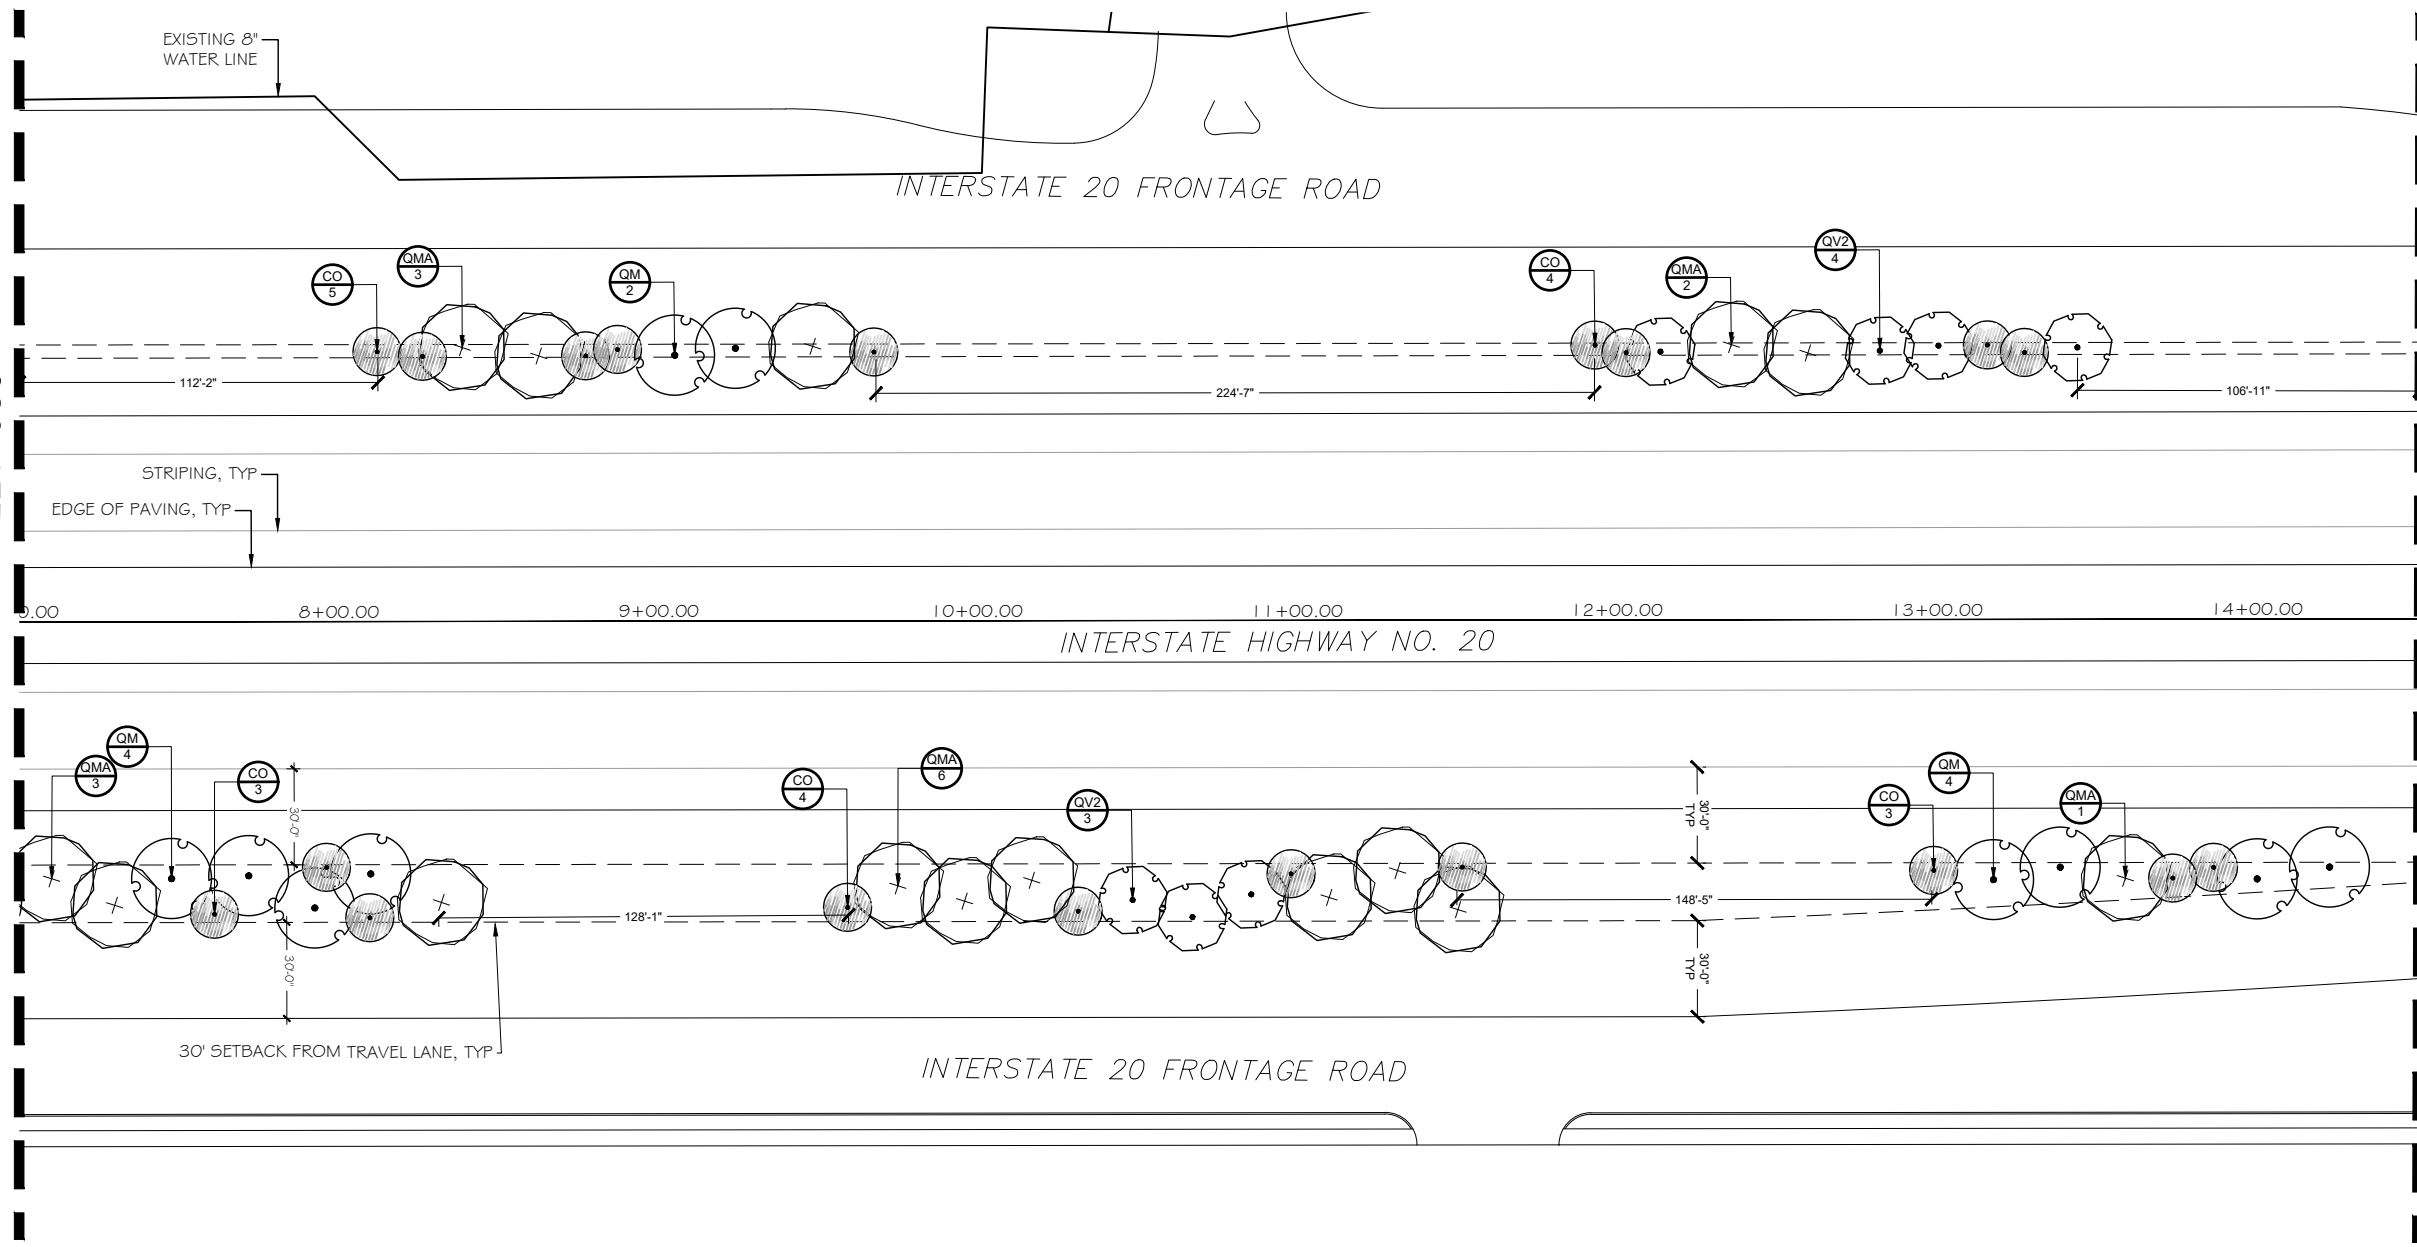 EXISTING 8"
WATER LINE
INTERSTATE 20 FRONTAGE ROAD
CO
5
QMA
3
QM
2
CO
4
QMA
2
QV2
4
112'-2"
224'-7"
106'-11"
STRIPING, TYP
EDGE OF PAVING, TYP
0.00
8+00.00
9+00.00
10+00.00
11+00.00
12+00.00
13+00.00
14+00.00
INTERSTATE HIGHWAY NO. 20
QM
4
QMA
3
CO
3
CO
4
QMA
6
QV2
3
QM
4
CO
3
QMA
1
30'-0"
30'-0"
TYP
128'-1"
148'-5"
30'-0"
30'-0"
TYP
30' SETBACK FROM TRAVEL LANE, TYP
INTERSTATE 20 FRONTAGE ROAD